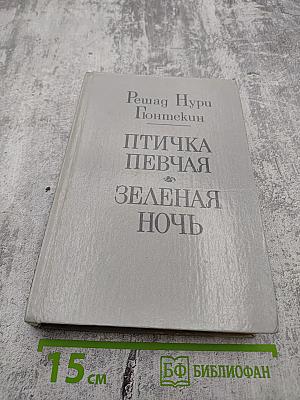 Решад Нури
Гюнтекин
ПТИЧКА
ПЕВЧАЯ
ЗЕЛЕНАЯ
НОЧЬ
15 см
БФ БИБЛИОФАН